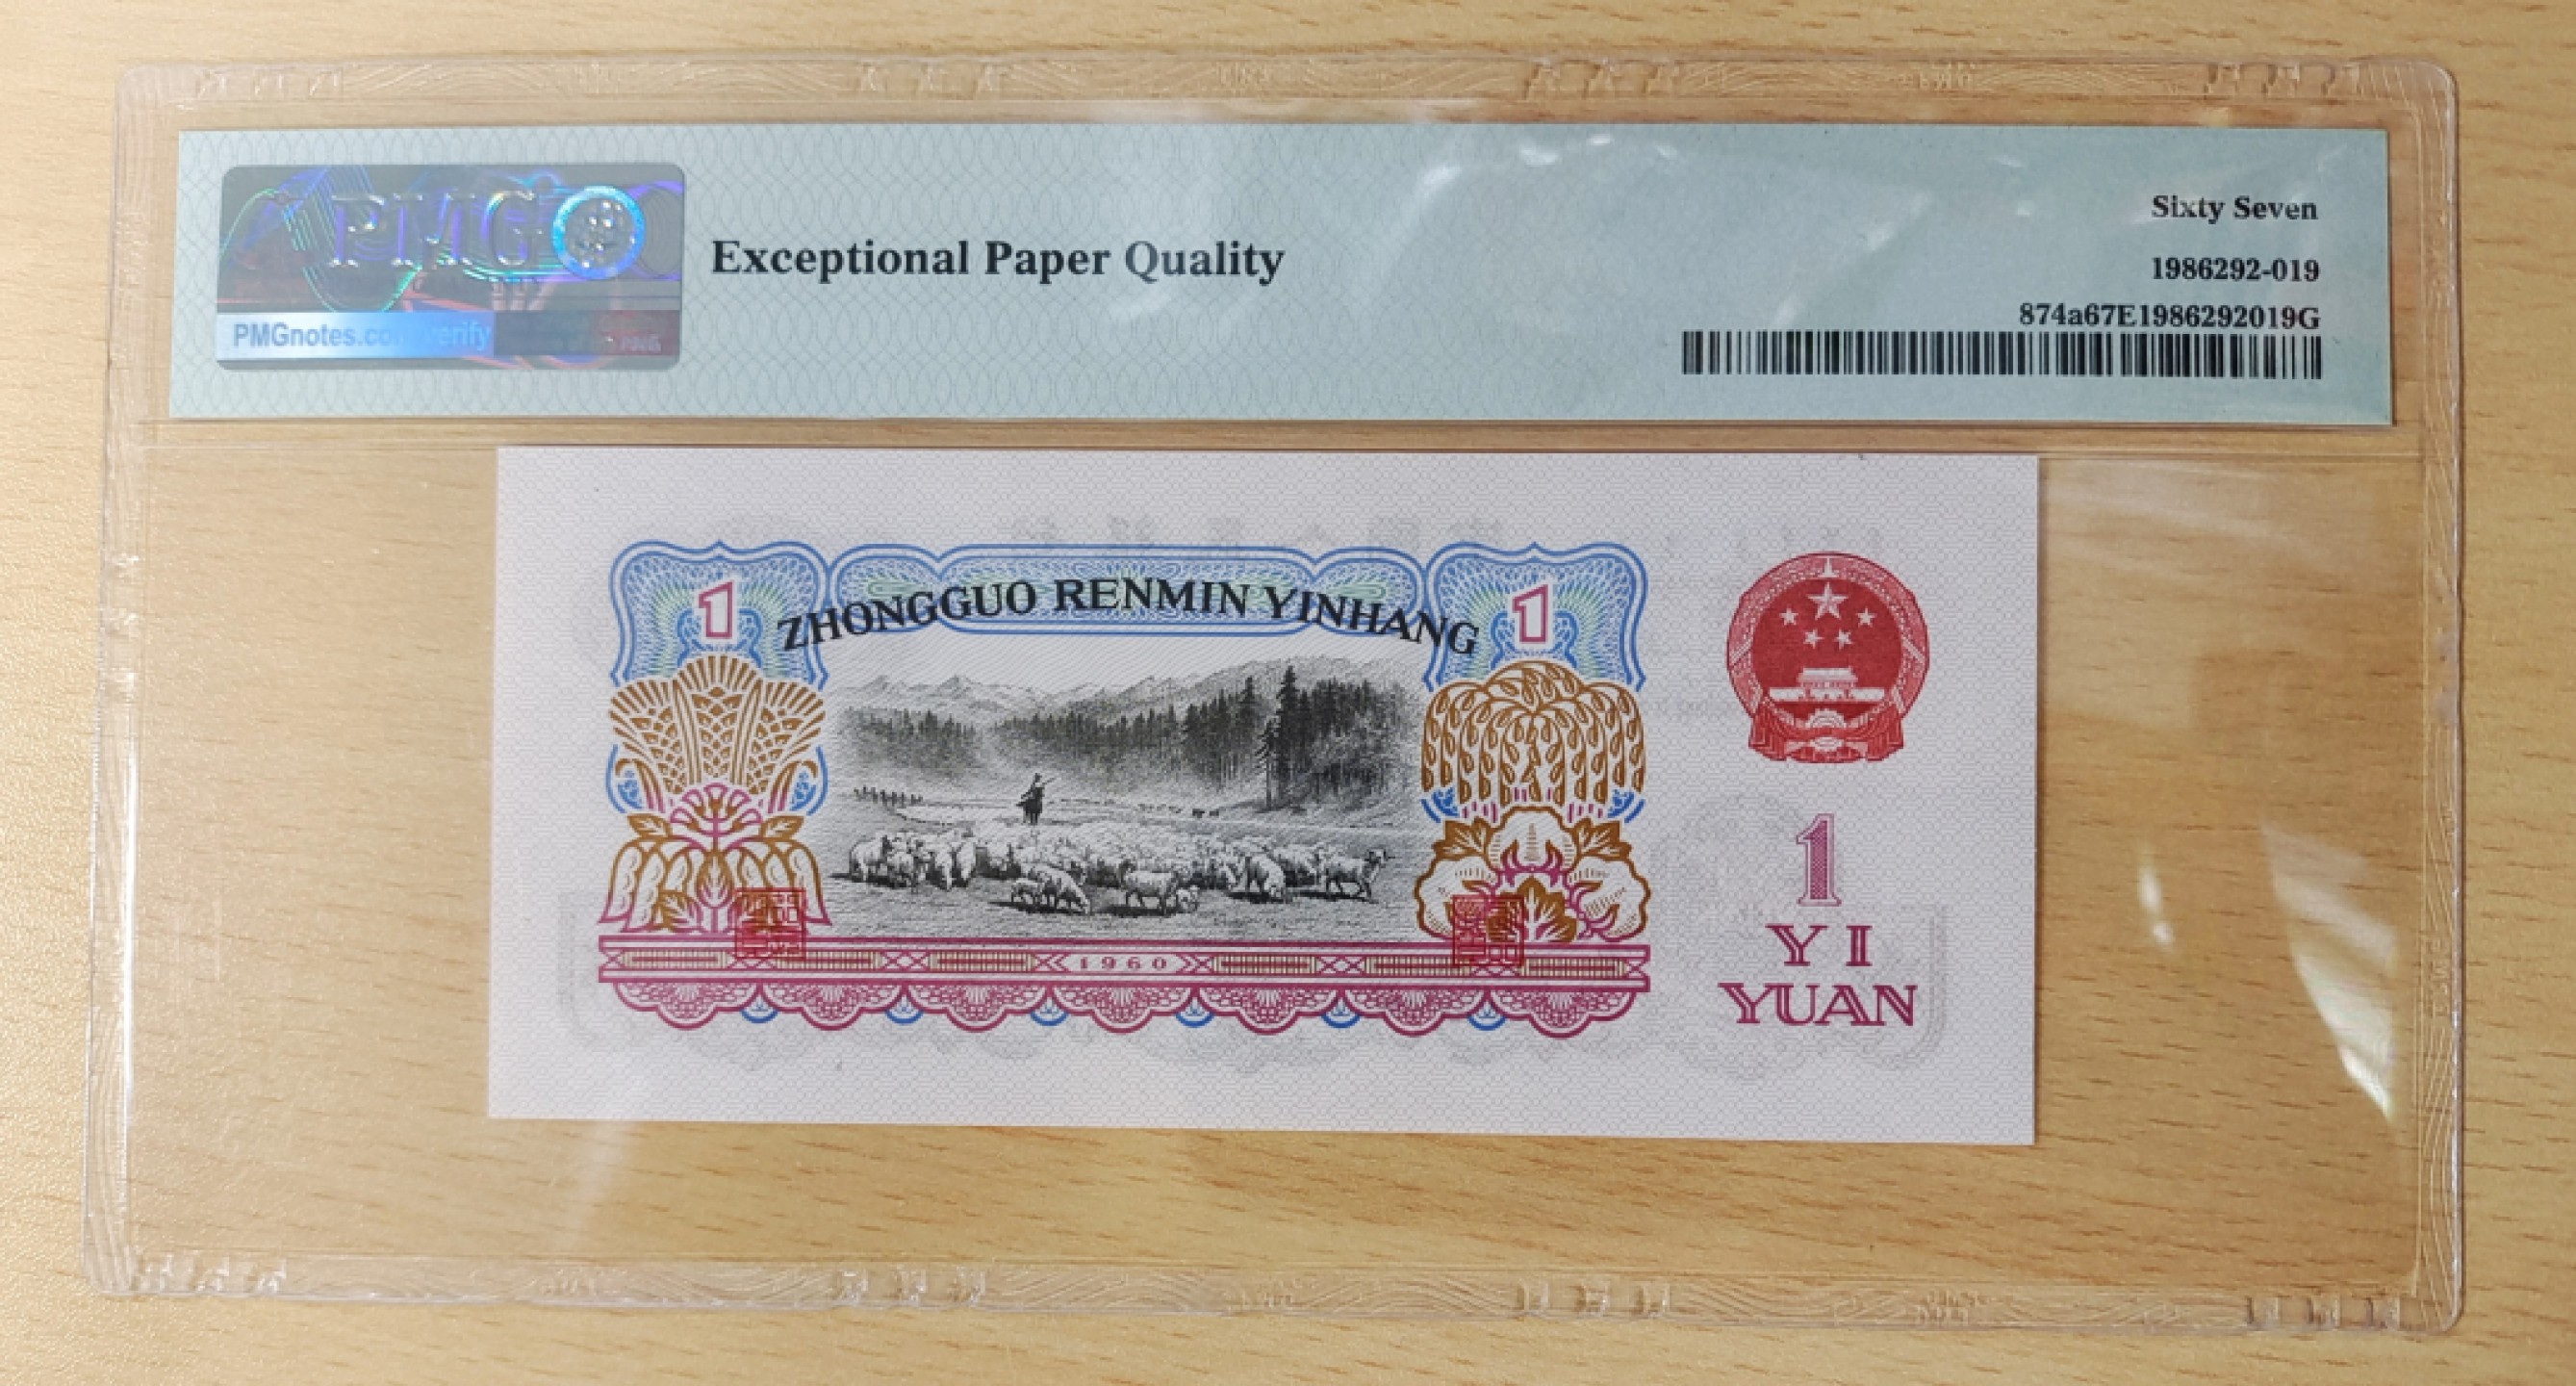 PMG
PMGnotes.com/verify
Exceptional Paper Quality
Sixty Seven
1986292-019
874a67E1986292019G
1
ZHONGGUO RENMIN YINHANG
1
1960
1
YI
YUAN